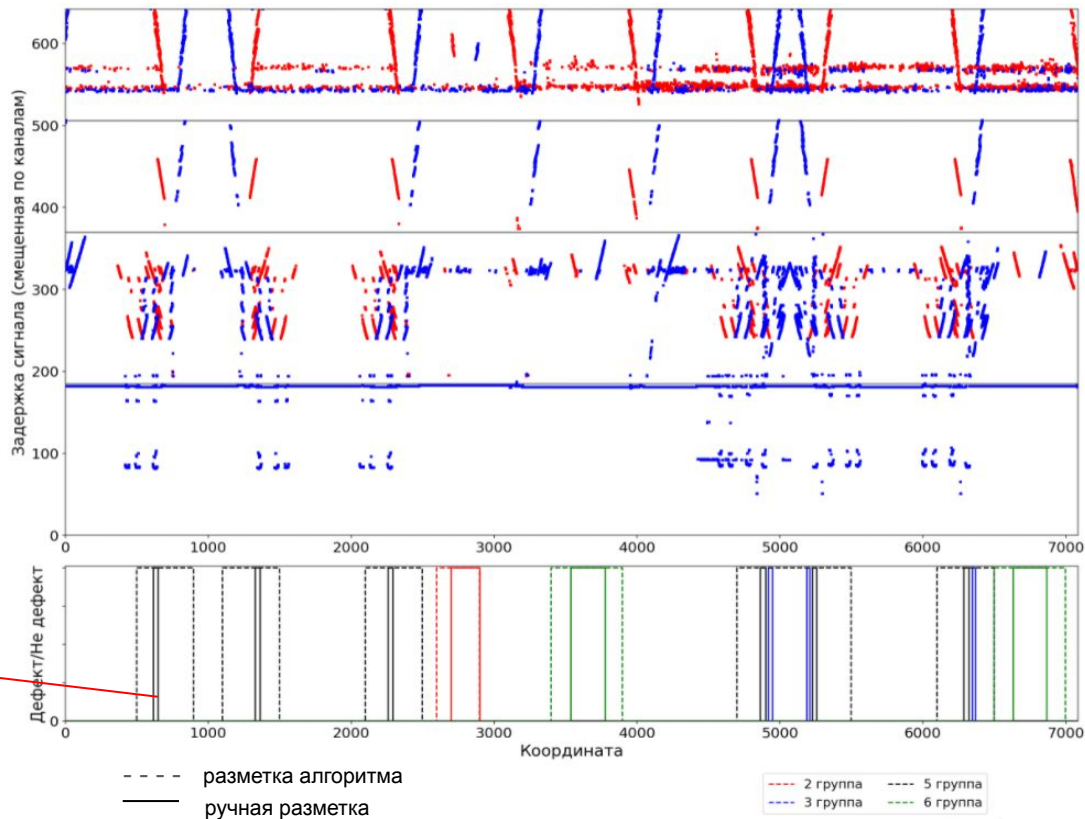 Задержка сигнала (смещенная по каналам)
600
500
400
300
200
100
0
0 1000 2000 3000 4000 5000 6000 7000
Дефект/Не дефект
0
0 1000 2000 3000 4000 5000 6000 7000
Координата
разметка алгоритма
ручная разметка
2 группа 5 группа
3 группа 6 группа